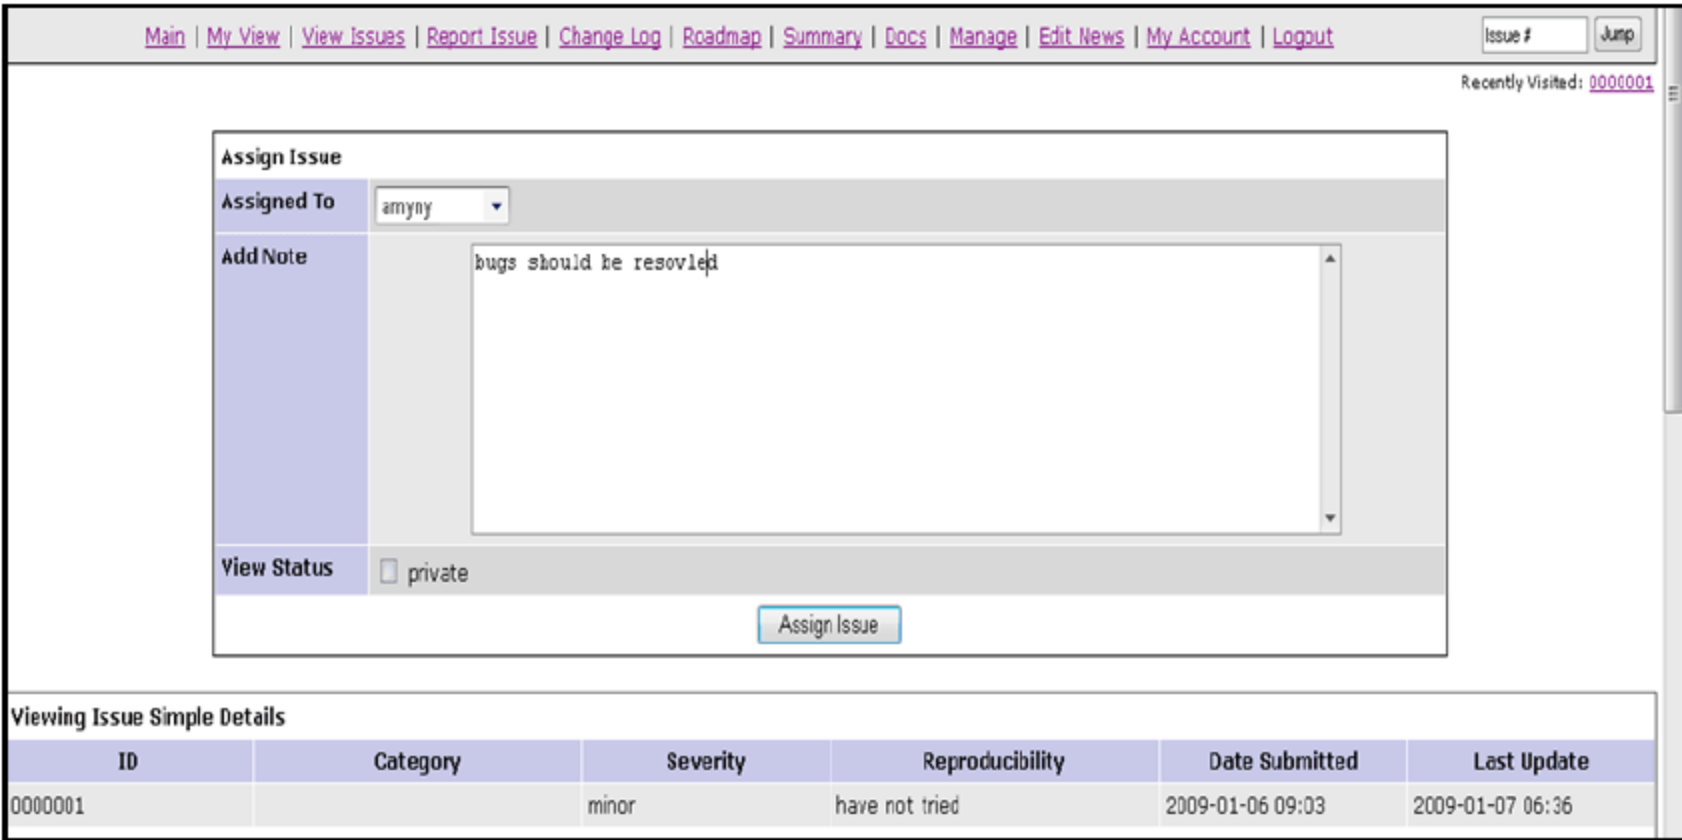 Main | My View | View Issues | Report Issue | Change Log | Roadmap | Summary | Docs | Manage | Edit News | My Account | Logout Issue # Jump
Recently Visited: 0000001
Assign Issue
Assigned To amyny
Add Note bugs should be resovled
View Status private
Assign Issue
Viewing Issue Simple Details
ID Category Severity Reproducibility Date Submitted Last Update
0000001 minor have not tried 2009-01-06 09:03 2009-01-07 06:36